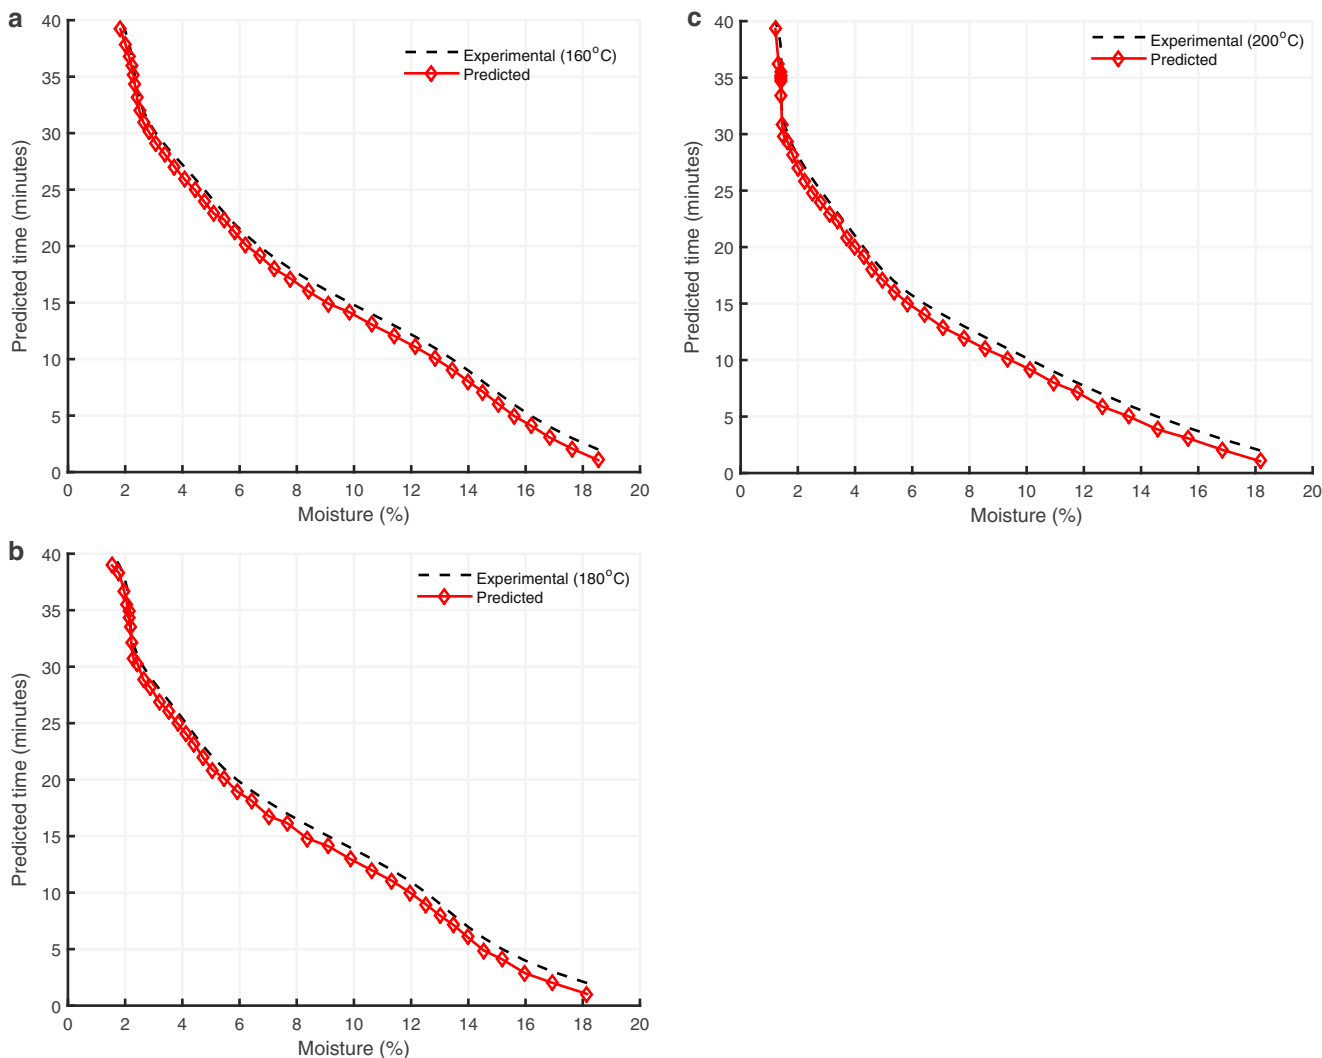 a
40
35
30
25
20
15
10
5
0
Predicted time (minutes)
Experimental (160°C)
Predicted
0 2 4 6 8 10 12 14 16 18 20
Moisture (%)
b
40
35
30
25
20
15
10
5
0
Predicted time (minutes)
Experimental (180°C)
Predicted
0 2 4 6 8 10 12 14 16 18 20
Moisture (%)
c
40
35
30
25
20
15
10
5
0
Predicted time (minutes)
Experimental (200°C)
Predicted
0 2 4 6 8 10 12 14 16 18 20
Moisture (%)